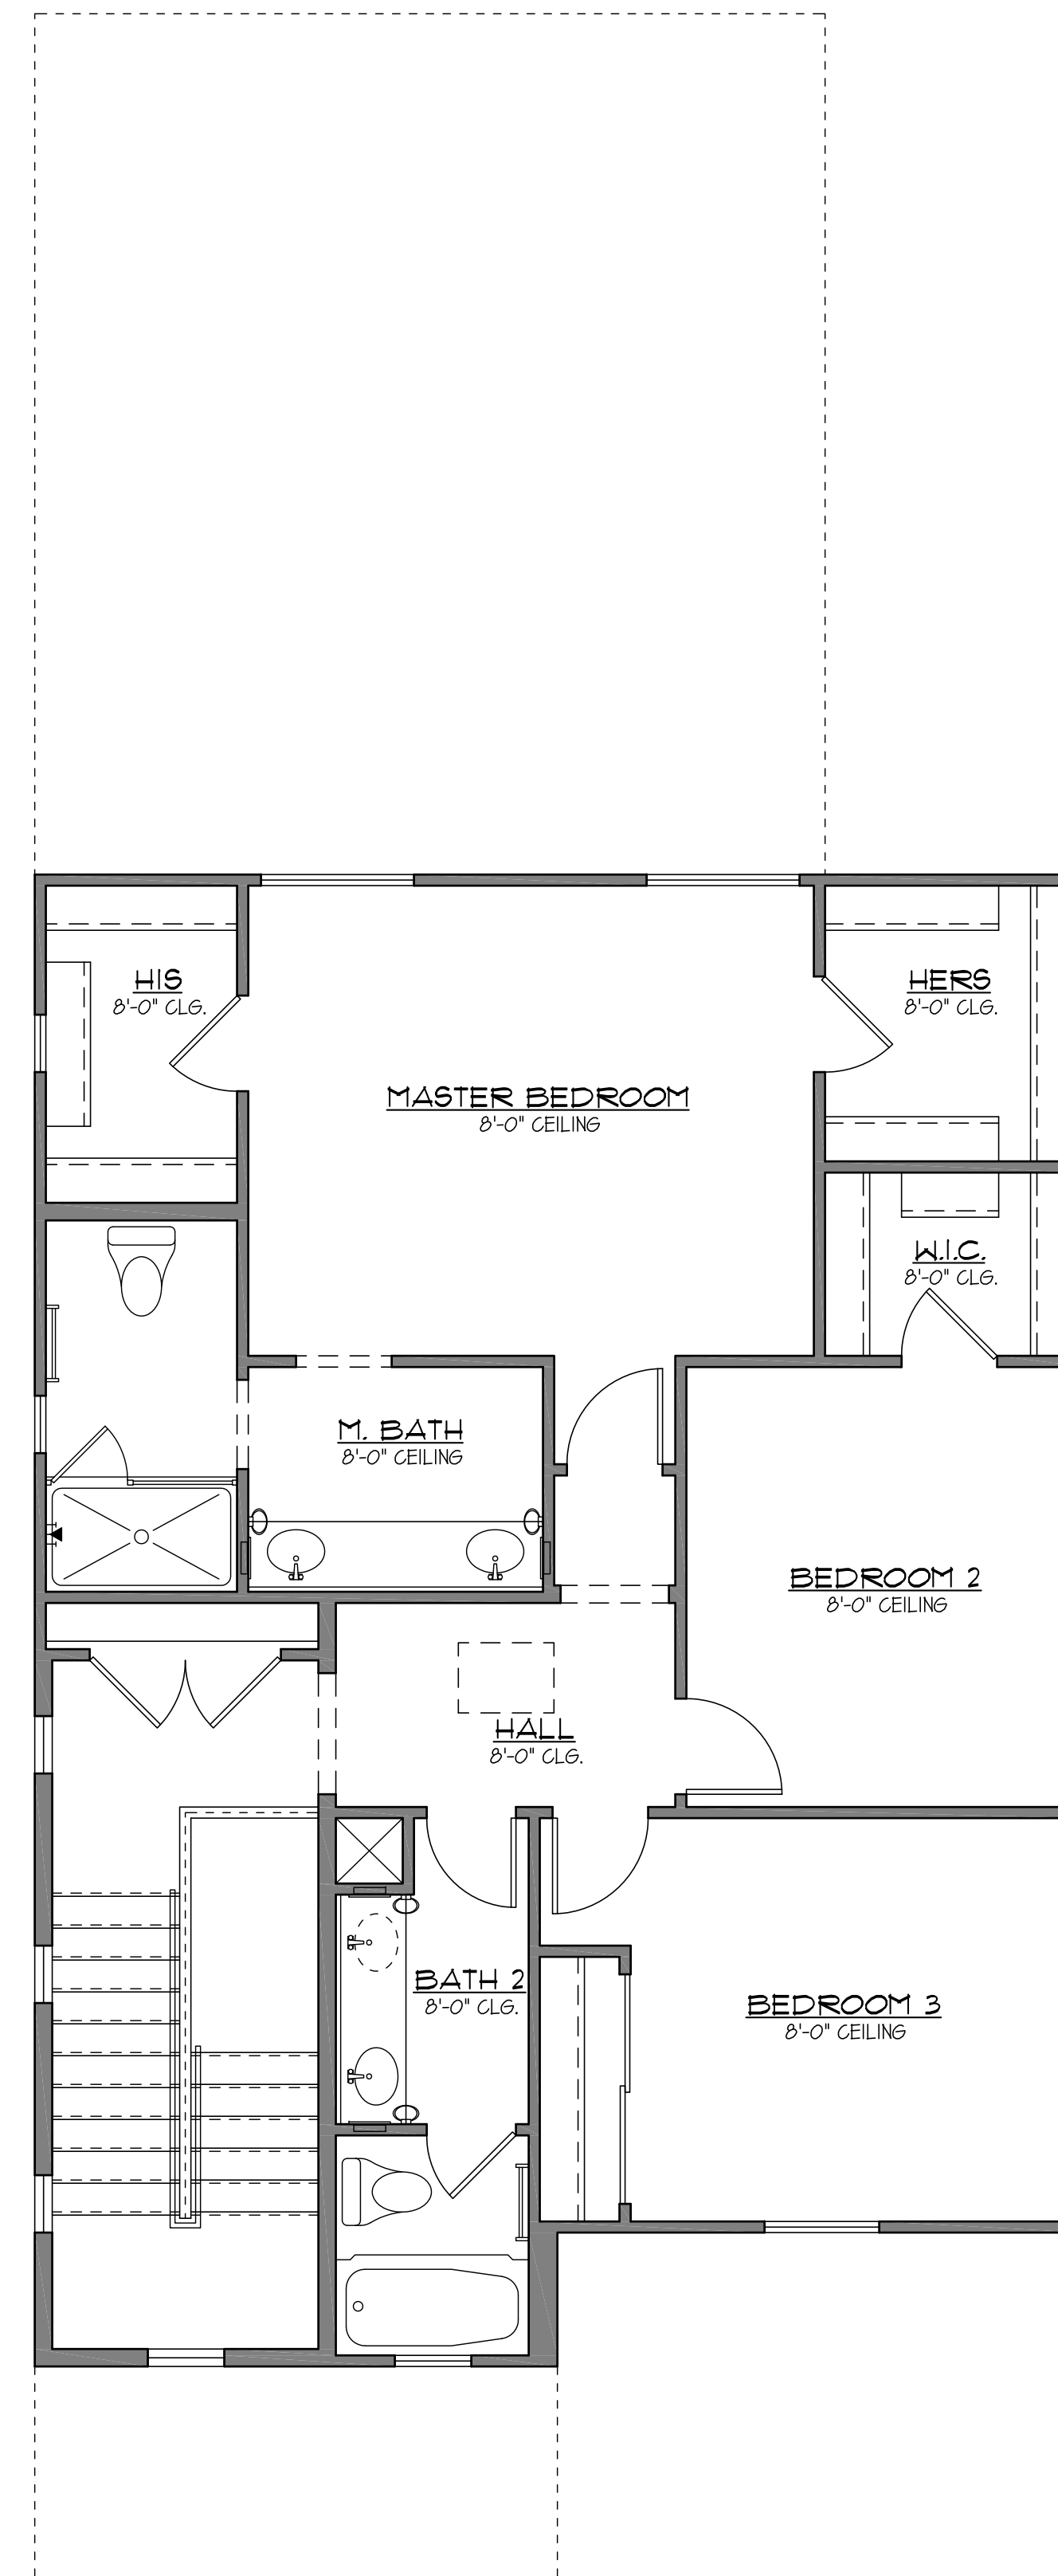 HIS
8'-0" CLG.
HERS
8'-0" CLG.
MASTER BEDROOM
8'-0" CEILING
W.I.C.
8'-0" CLG.
M. BATH
8'-0" CEILING
BEDROOM 2
8'-0" CEILING
HALL
8'-0" CLG.
BATH 2
8'-0" CLG.
BEDROOM 3
8'-0" CEILING